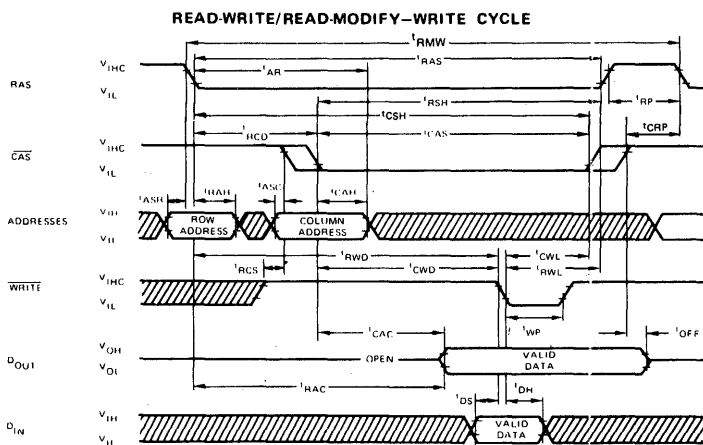 READ-WRITE/READ-MODIFY-WRITE CYCLE
tRMW
tRAS
tAR
RAS
VIHC
VIL
tRSH
tRP
tCSH
tRCD
tCAS
tCRP
CAS
VIHC
VIL
tASR
tRAH
tASC
tCAH
ADDRESSES
VIH
VIL
ROW ADDRESS
COLUMN ADDRESS
tRWD
tCWL
tRCS
tCWD
tRWL
WRITE
VIHC
VIL
tWP
tCAC
tOFF
DOUT
VOH
VOL
OPEN
VALID DATA
tRAC
tDS
tDH
DIN
VIH
VIL
VALID DATA